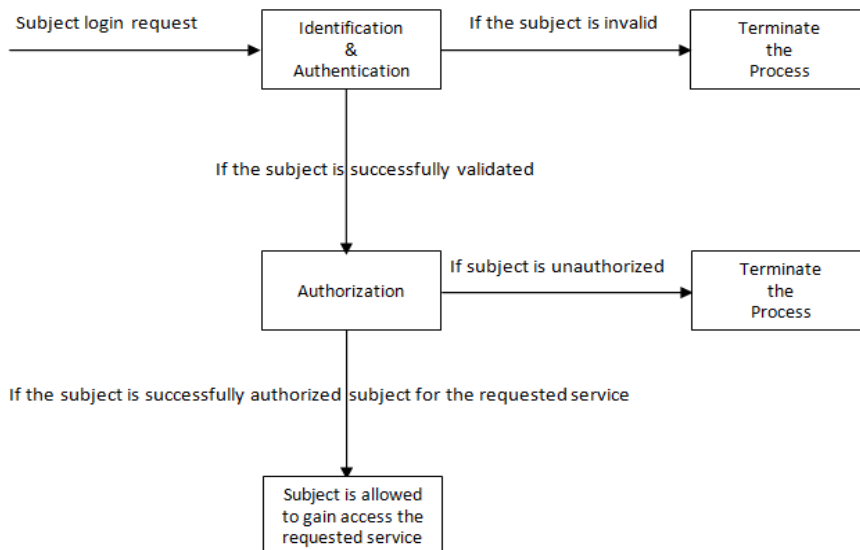 Subject login request
Identification
&
Authentication
If the subject is invalid
Terminate
the
Process
If the subject is successfully validated
Authorization
If subject is unauthorized
Terminate
the
Process
If the subject is successfully authorized subject for the requested service
Subject is allowed
to gain access the
requested service